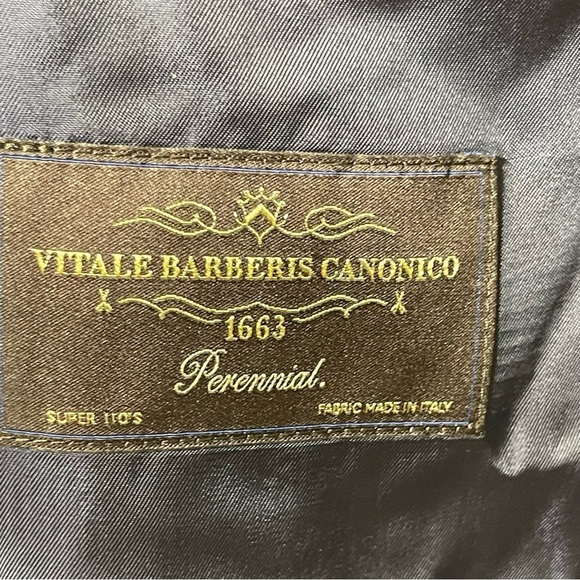 VITALE BARBERIS CANONICO
1663
Perennial.
SUPER 110'S
FABRIC MADE IN ITALY